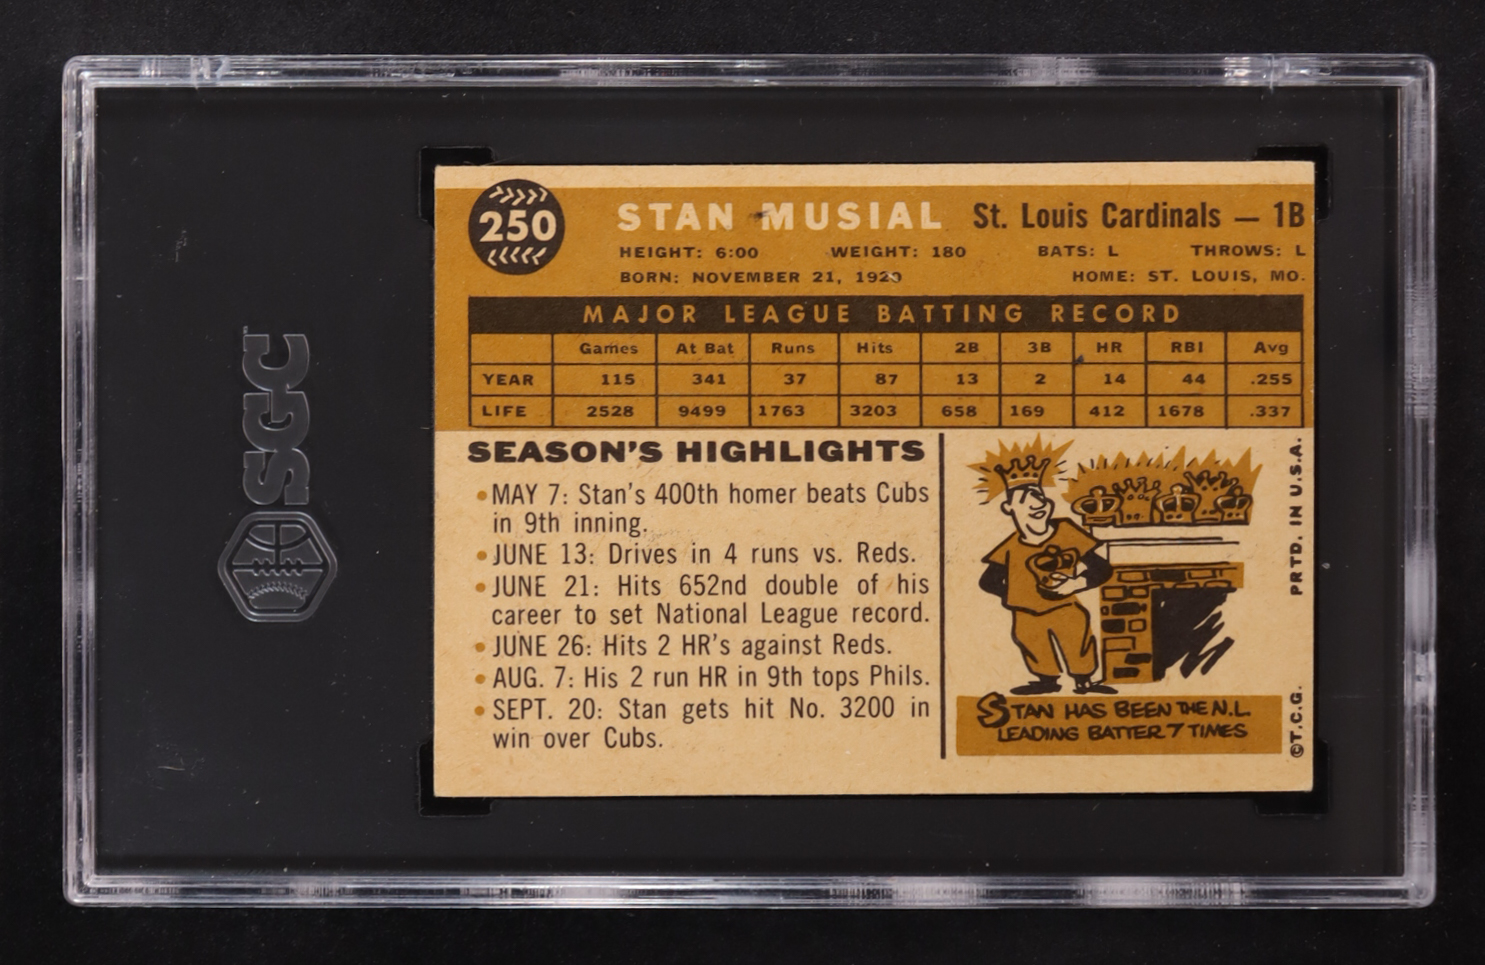 SGC
250
STAN MUSIAL St. Louis Cardinals — 1B
HEIGHT: 6:00 WEIGHT: 180 BATS: L THROWS: L
BORN: NOVEMBER 21, 1920 HOME: ST. LOUIS, MO.
MAJOR LEAGUE BATTING RECORD
Games At Bat Runs Hits 2B 3B HR RBI Avg
YEAR 115 341 37 87 13 2 14 44 .255
LIFE 2528 9499 1763 3203 658 169 412 1678 .337
SEASON'S HIGHLIGHTS
• MAY 7: Stan's 400th homer beats Cubs
in 9th inning.
• JUNE 13: Drives in 4 runs vs. Reds.
• JUNE 21: Hits 652nd double of his
career to set National League record.
• JUNE 26: Hits 2 HR's against Reds.
• AUG. 7: His 2 run HR in 9th tops Phils.
• SEPT. 20: Stan gets hit No. 3200 in
win over Cubs.
STAN HAS BEEN THE N.L.
LEADING BATTER 7 TIMES
©T.C.G. PRTD. IN U.S.A.